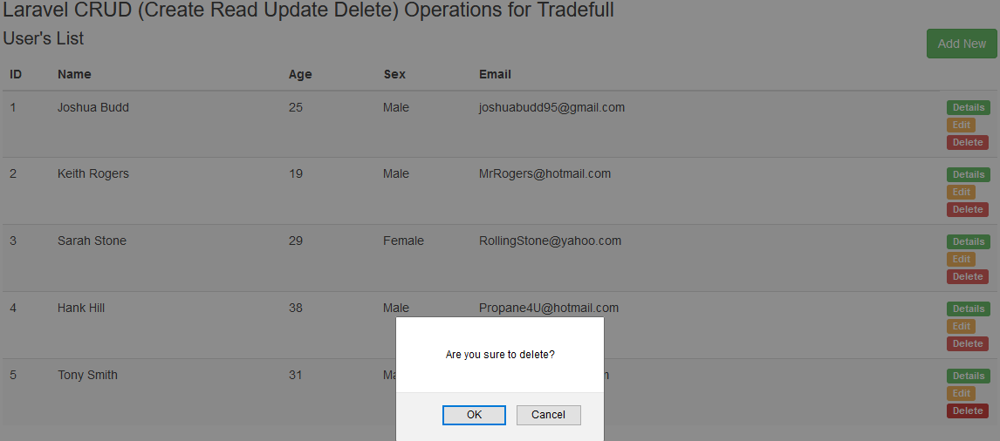 Laravel CRUD (Create Read Update Delete) Operations for Tradefull
User's List
Add New
ID Name Age Sex Email
1 Joshua Budd 25 Male joshuabudd95@gmail.com
Details
Edit
Delete
2 Keith Rogers 19 Male MrRogers@hotmail.com
Details
Edit
Delete
3 Sarah Stone 29 Female RollingStone@yahoo.com
Details
Edit
Delete
4 Hank Hill 38 Male Propane4U@hotmail.com
Details
Edit
Delete
5 Tony Smith 31
Details
Edit
Delete
Are you sure to delete?
OK Cancel